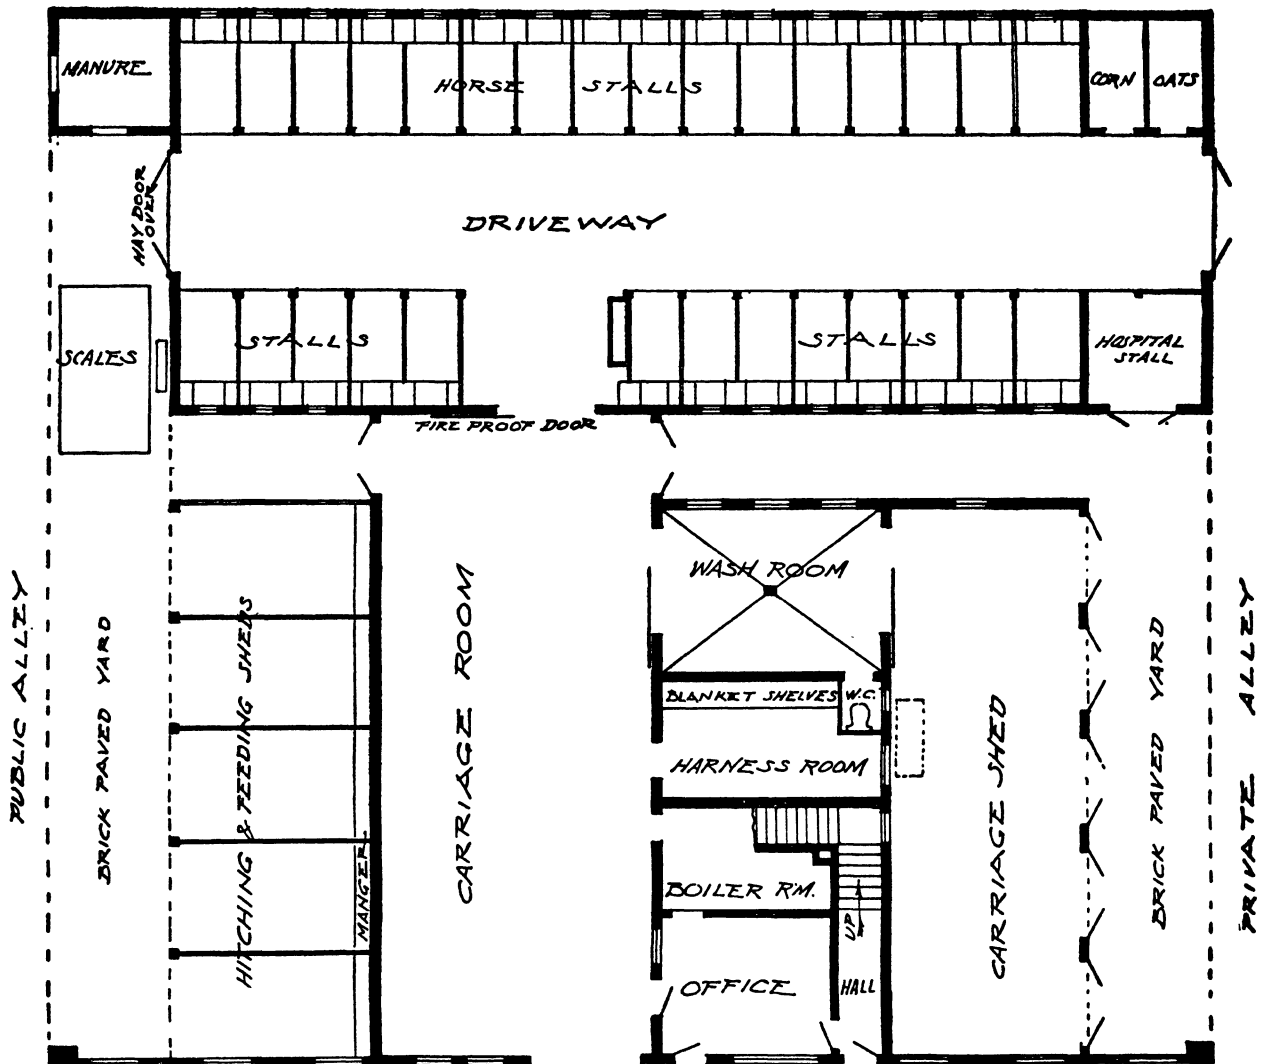 MANURE
HORSE STALLS
CORN
OATS
HAY DOOR
OVER
DRIVEWAY
SCALES
STALLS
STALLS
HOSPITAL
STALL
FIRE PROOF DOOR
PUBLIC ALLEY
BRICK PAVED YARD
HITCHING & FEEDING SHEDS
MANGER
CARRIAGE ROOM
WASH ROOM
BLANKET SHELVES
W.C.
HARNESS ROOM
BOILER R'M.
UP
OFFICE
HALL
CARRIAGE SHED
BRICK PAVED YARD
PRIVATE ALLEY